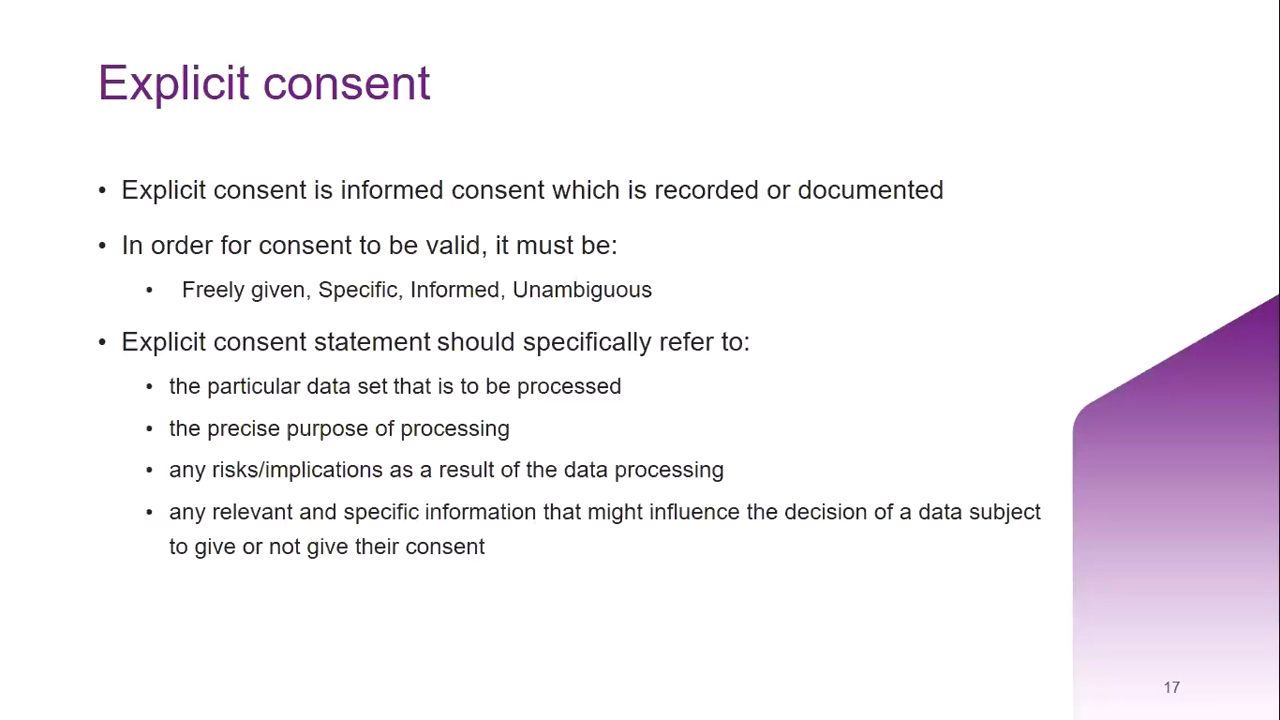 Explicit consent
• Explicit consent is informed consent which is recorded or documented
• In order for consent to be valid, it must be:
• Freely given, Specific, Informed, Unambiguous
• Explicit consent statement should specifically refer to:
• the particular data set that is to be processed
• the precise purpose of processing
• any risks/implications as a result of the data processing
• any relevant and specific information that might influence the decision of a data subject
to give or not give their consent
17